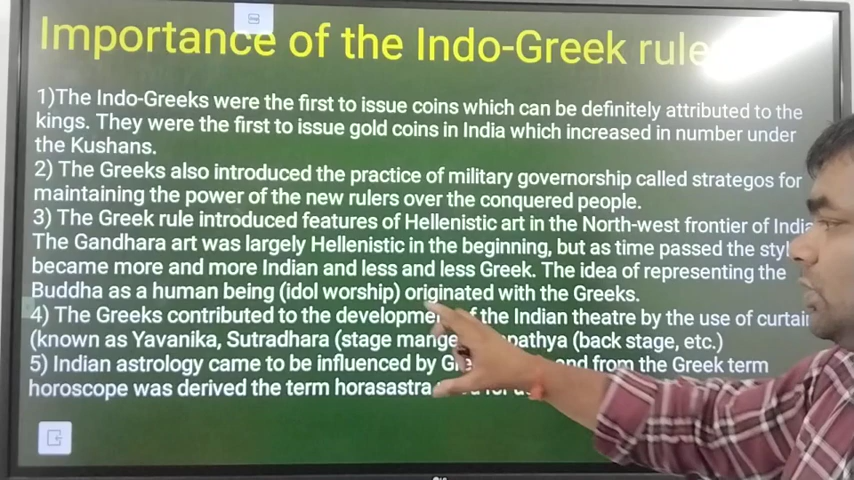 Importance of the Indo-Greek rule
1)The Indo-Greeks were the first to issue coins which can be definitely attributed to the
kings. They were the first to issue gold coins in India which increased in number under
the Kushans.
2) The Greeks also introduced the practice of military governorship called strategos for
maintaining the power of the new rulers over the conquered people.
3) The Greek rule introduced features of Hellenistic art in the North-west frontier of India
The Gandhara art was largely Hellenistic in the beginning, but as time passed the
became more and more Indian and less and less Greek. The idea of representing the
Buddha as a human being (idol worship) originated with the Greeks.
4) The Greeks contributed to the of the Indian theatre by the use of
(known as Yavanika, Sutradhara (stage (back stage, etc.)
5) Indian astrology came to be influenced by and from the Greek term
horoscope was derived the term horasastra